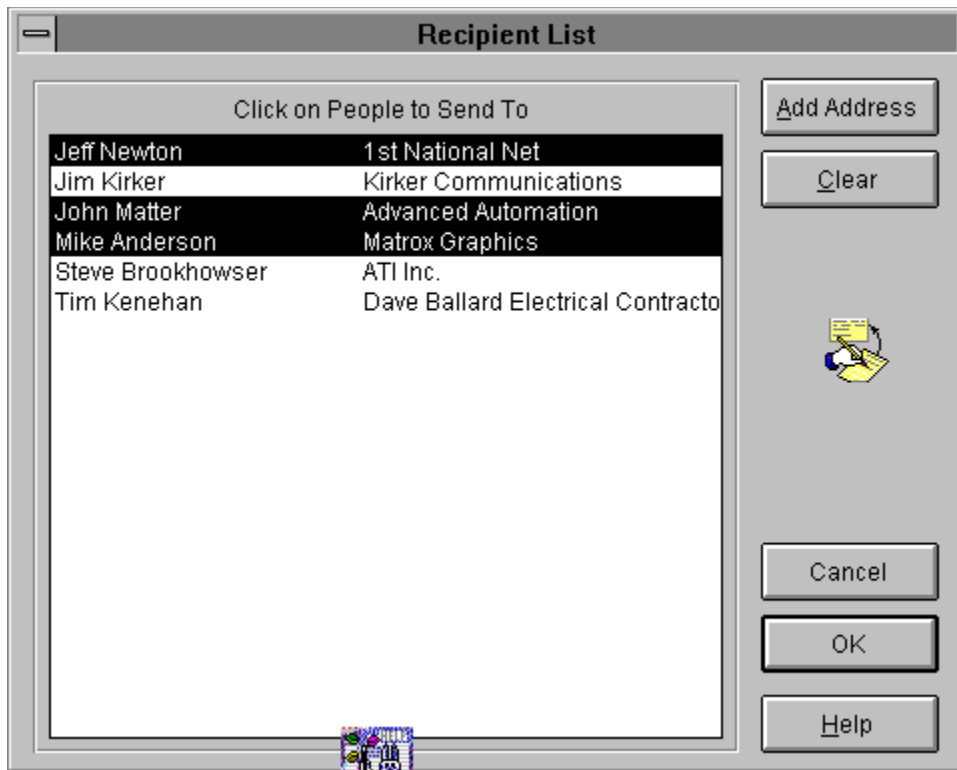 Recipient List
Click on People to Send To
Jeff Newton 1st National Net
Jim Kirker Kirker Communications
John Matter Advanced Automation
Mike Anderson Matrox Graphics
Steve Brookhowser ATI Inc.
Tim Kenehan Dave Ballard Electrical Contracto
Add Address
Clear
Cancel
OK
Help